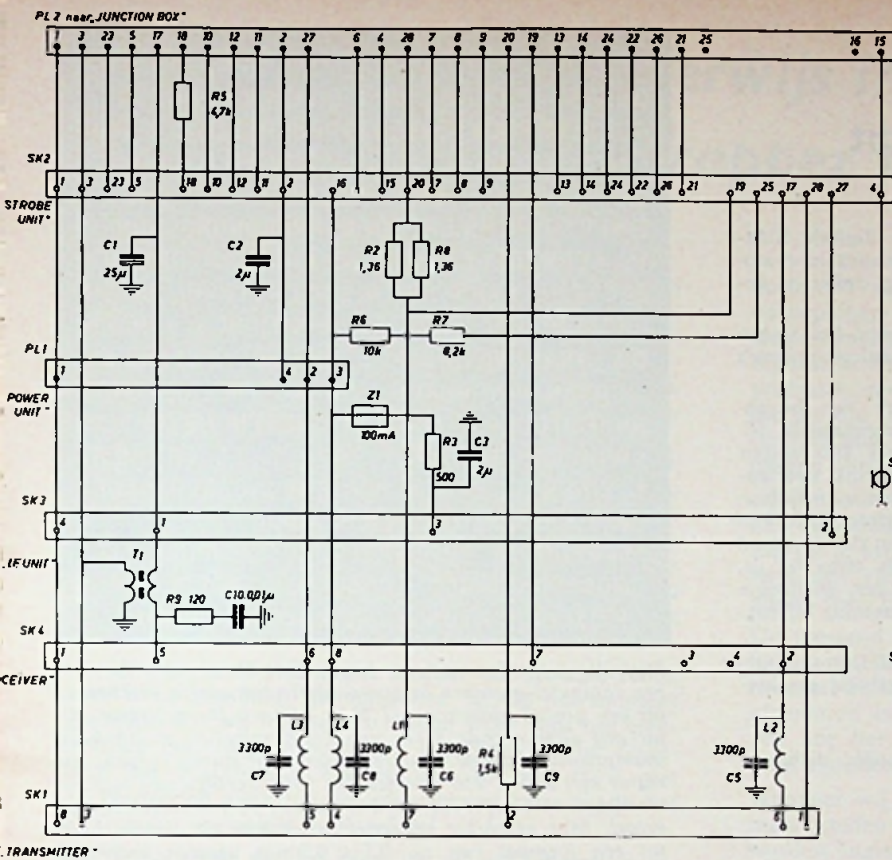 PL 2 naar „JUNCTION BOX"
1 3 23 5 17 18 10 12 11 2 27 6 4 28 7 8 9 20 19 13 14 24 22 26 21 25 16 15
R5
4,7k
SK2
1 3 23 5 18 10 12 11 2 16 1 15 20 7 8 9 13 14 24 22 26 21 19 25 17 28 27 4
STROBE
UNIT"
C1
25µ
C2
2µ
R2
1,36
R8
1,36
R6
10k
R7
8,2k
PL1
1 4 2 3
POWER
UNIT"
Z1
100mA
R3
500
C3
2µ
SK3
4 1 3 2
.IF UNIT"
T1
R9 120
C10 0,01µ
SK4
1 5 6 8 7 3 4 2
CEIVER"
L3
3300p
C7
L4
3300p
C8
L1
3300p
C6
R4
1,5k
3300p
C9
L2
3300p
C5
SK1
8 3 5 4 7 2 6 1
.TRANSMITTER"